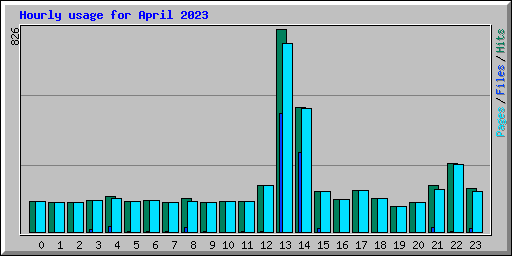 Hourly usage for April 2023
826
Pages/Files/Hits
0 1 2 3 4 5 6 7 8 9 10 11 12 13 14 15 16 17 18 19 20 21 22 23